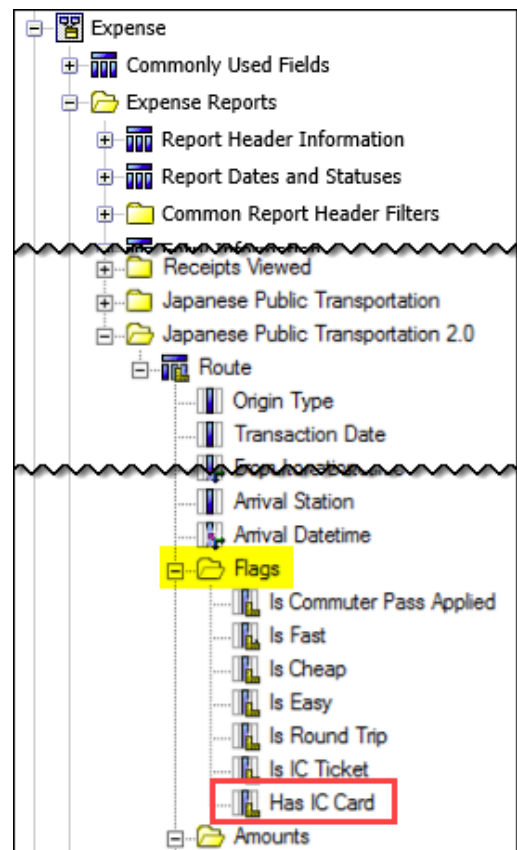 Expense
Commonly Used Fields
Expense Reports
Report Header Information
Report Dates and Statuses
Common Report Header Filters
Receipts Viewed
Japanese Public Transportation
Japanese Public Transportation 2.0
Route
Origin Type
Transaction Date
Arrival Station
Arrival Datetime
Flags
Is Commuter Pass Applied
Is Fast
Is Cheap
Is Easy
Is Round Trip
Is IC Ticket
Has IC Card
Amounts